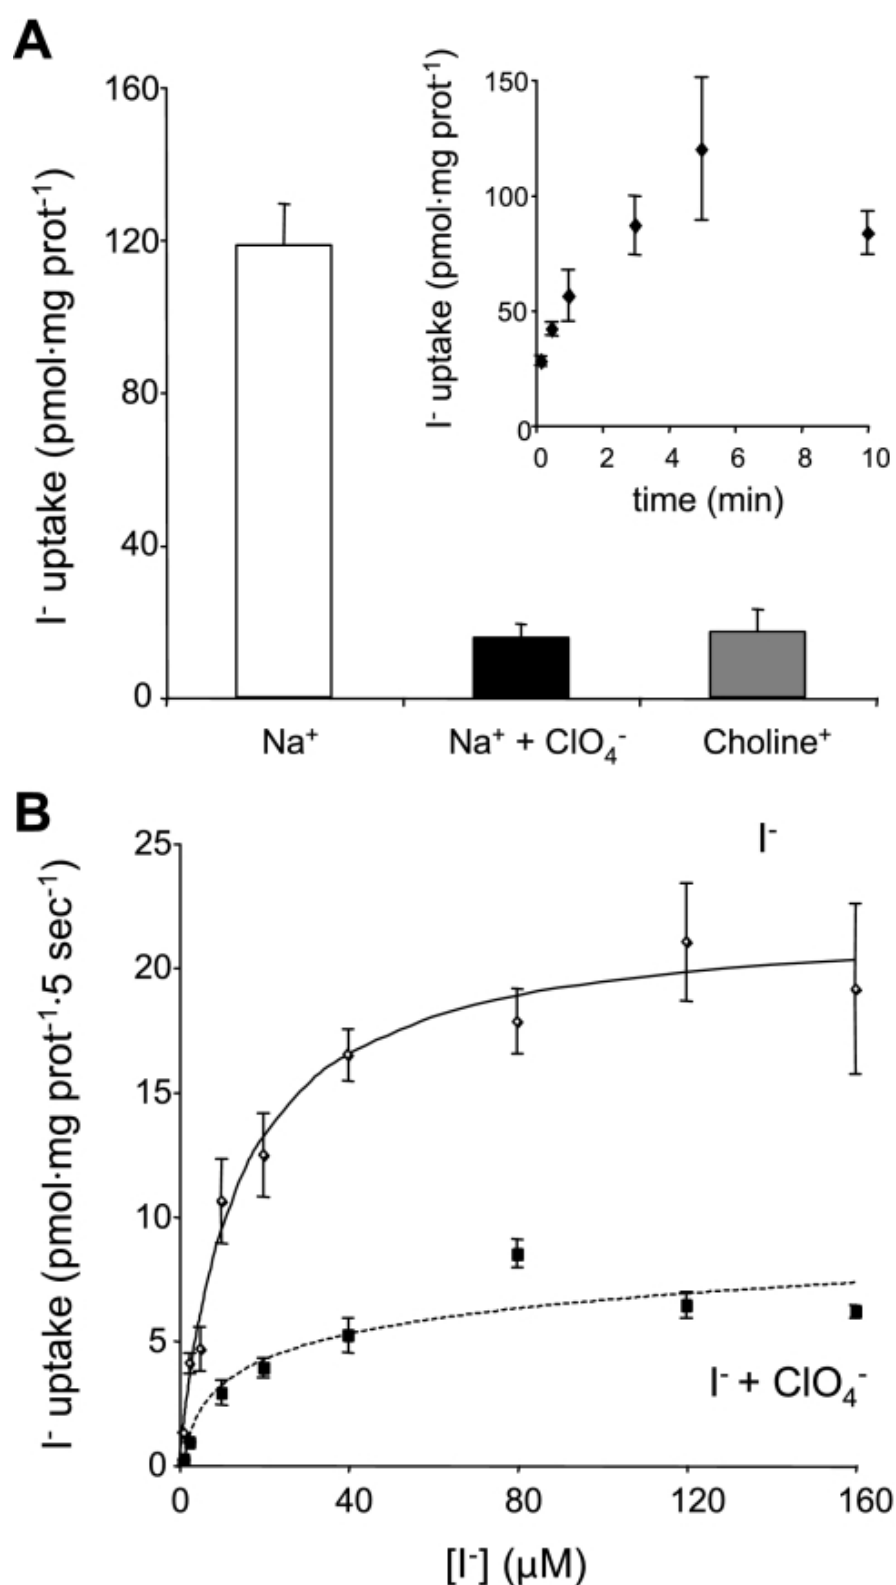 A
I⁻ uptake (pmol·mg prot⁻¹)
160
120
80
40
0
Na⁺
Na⁺ + ClO₄⁻
Choline⁺
I⁻ uptake (pmol·mg prot⁻¹)
150
100
50
0
0 2 4 6 8 10
time (min)
B
I⁻ uptake (pmol·mg prot⁻¹·5 sec⁻¹)
25
20
15
10
5
0
I⁻
I⁻ + ClO₄⁻
0 40 80 120 160
[I⁻] (μM)